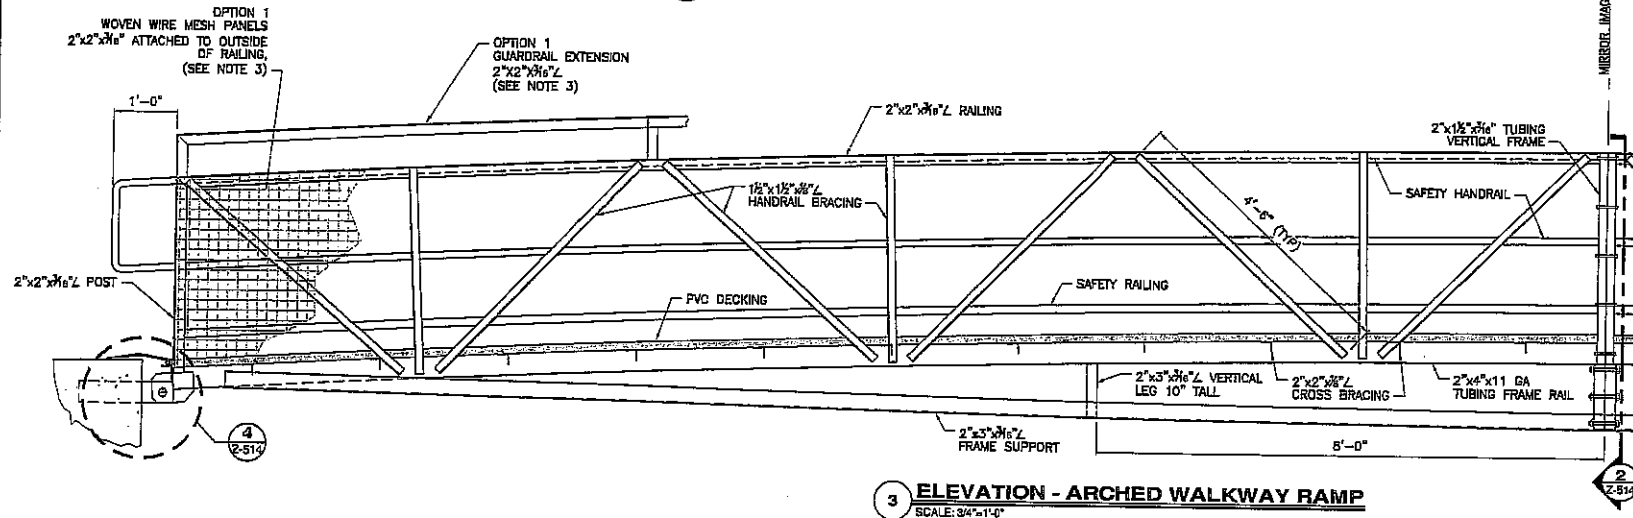 OPTION 1
WOVEN WIRE MESH PANELS
2"x2"x3/16" ATTACHED TO OUTSIDE
OF RAILING,
(SEE NOTE 3)
OPTION 1
GUARDRAIL EXTENSION
2"x2"x3/16"∠
(SEE NOTE 3)
1'-0"
2"x2"x3/16"∠ RAILING
2"x1½"x3/16" TUBING
VERTICAL FRAME
MIRROR IMAG
1½"x1½"x⅛"∠
HANDRAIL BRACING
4'-6" (TYP)
SAFETY HANDRAIL
2"x2"x3/16"∠ POST
PVC DECKING
SAFETY RAILING
2"x3"x3/16"∠ VERTICAL
LEG 10" TALL
2"x2"x⅛"∠
CROSS BRACING
2"x4"x11 GA
TUBING FRAME RAIL
4
Z-514
2"x3"x3/16"∠
FRAME SUPPORT
8'-0"
2
Z-514
3 ELEVATION - ARCHED WALKWAY RAMP
SCALE: 3/4"=1'-0"